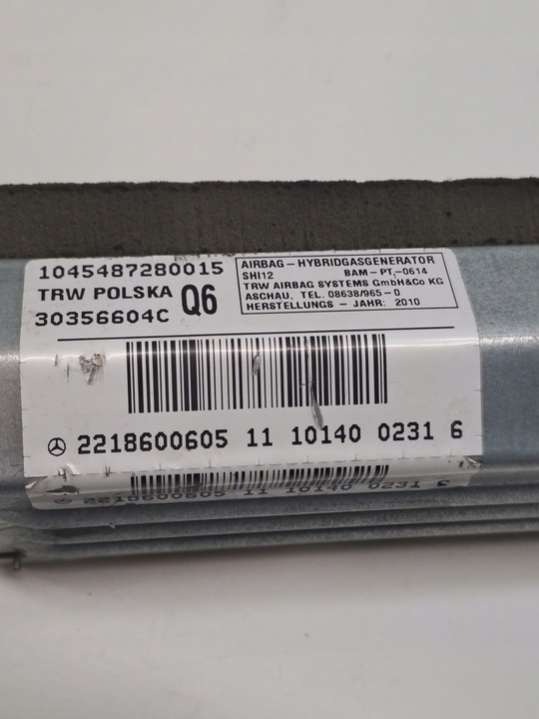 1045487280015
TRW POLSKA Q6
30356604C
AIRBAG - HYBRIDGASGENERATOR
SHI12 BAM-PT,-0614
TRW AIRBAG SYSTEMS GmbH&Co KG
ASCHAU, TEL. 08638/965-0
HERSTELLUNGS - JAHR: 2010
2218600605 11 10140 0231 6